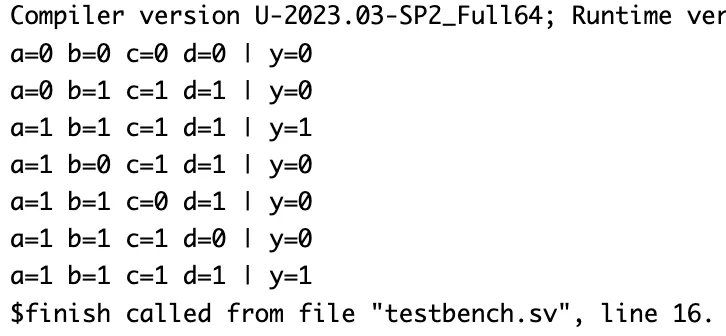 Compiler version U-2023.03-SP2_Full64; Runtime ver
a=0 b=0 c=0 d=0 | y=0
a=0 b=1 c=1 d=1 | y=0
a=1 b=1 c=1 d=1 | y=1
a=1 b=0 c=1 d=1 | y=0
a=1 b=1 c=0 d=1 | y=0
a=1 b=1 c=1 d=0 | y=0
a=1 b=1 c=1 d=1 | y=1
$finish called from file "testbench.sv", line 16.